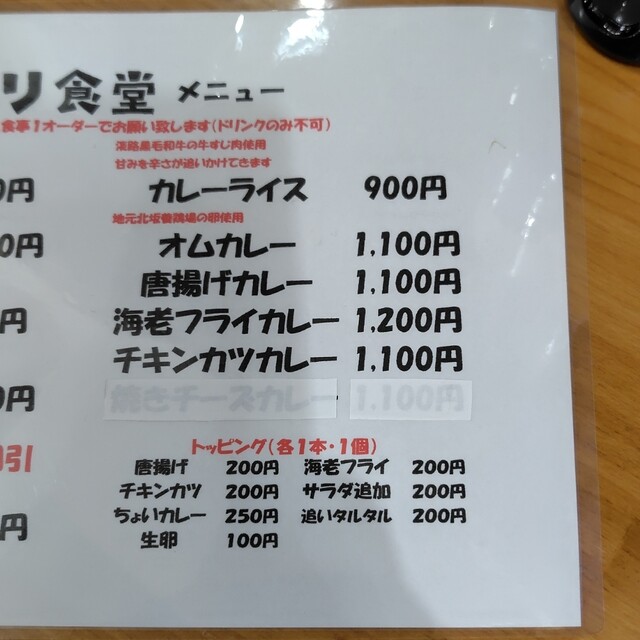 リ食堂 メニュー
食事1オーダーでお願い致します(ドリンクのみ不可)
淡路黒毛和牛の牛すじ肉使用
甘みを辛さが追いかけてきます
0円 カレーライス 900円
地元北坂養鶏場の卵使用
0円 オムカレー 1,100円
唐揚げカレー 1,100円
円 海老フライカレー 1,200円
チキンカツカレー 1,100円
0円 焼きチーズカレー 1,100円
トッピング(各1本・1個)
引 唐揚げ 200円 海老フライ 200円
チキンカツ 200円 サラダ追加 200円
円 ちょいカレー 250円 追いタルタル 200円
生卵 100円